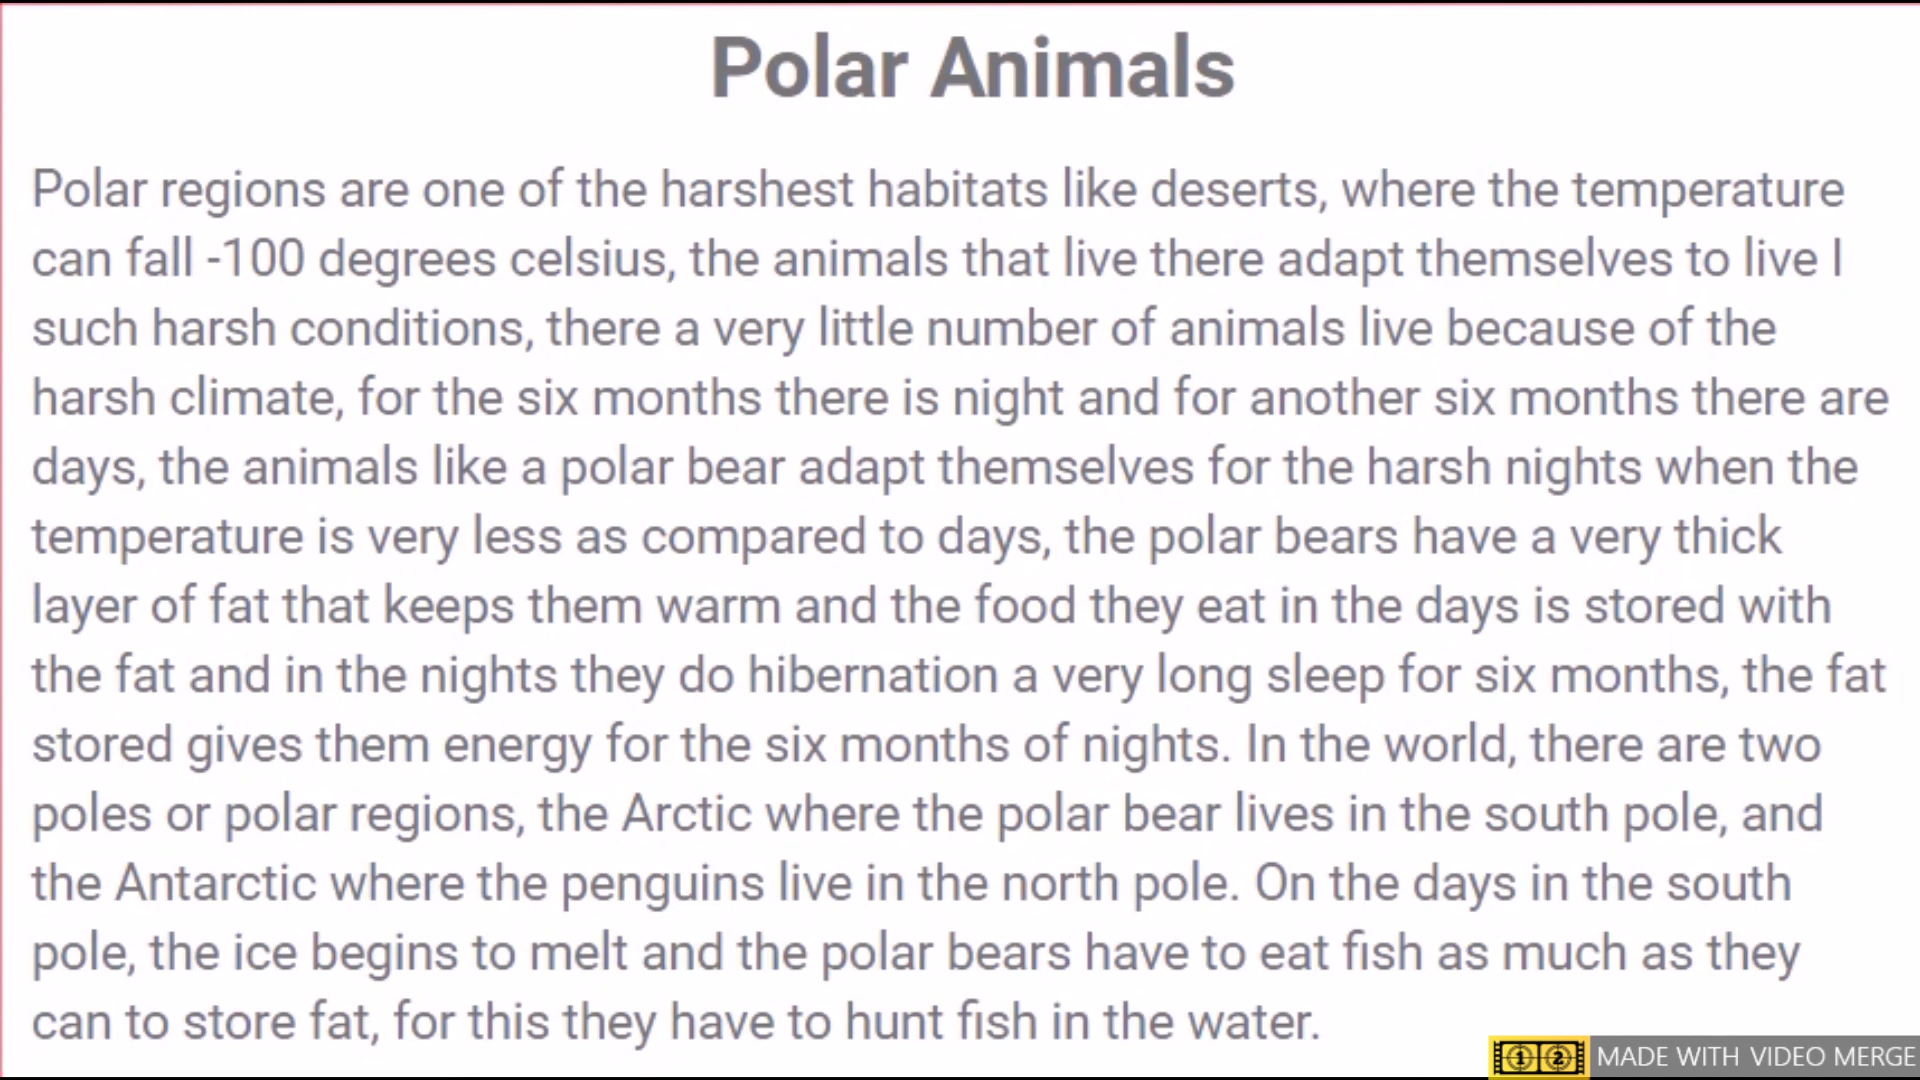 Polar Animals
Polar regions are one of the harshest habitats like deserts, where the temperature
can fall -100 degrees celsius, the animals that live there adapt themselves to live I
such harsh conditions, there a very little number of animals live because of the
harsh climate, for the six months there is night and for another six months there are
days, the animals like a polar bear adapt themselves for the harsh nights when the
temperature is very less as compared to days, the polar bears have a very thick
layer of fat that keeps them warm and the food they eat in the days is stored with
the fat and in the nights they do hibernation a very long sleep for six months, the fat
stored gives them energy for the six months of nights. In the world, there are two
poles or polar regions, the Arctic where the polar bear lives in the south pole, and
the Antarctic where the penguins live in the north pole. On the days in the south
pole, the ice begins to melt and the polar bears have to eat fish as much as they
can to store fat, for this they have to hunt fish in the water.
1 2 MADE WITH VIDEO MERGE